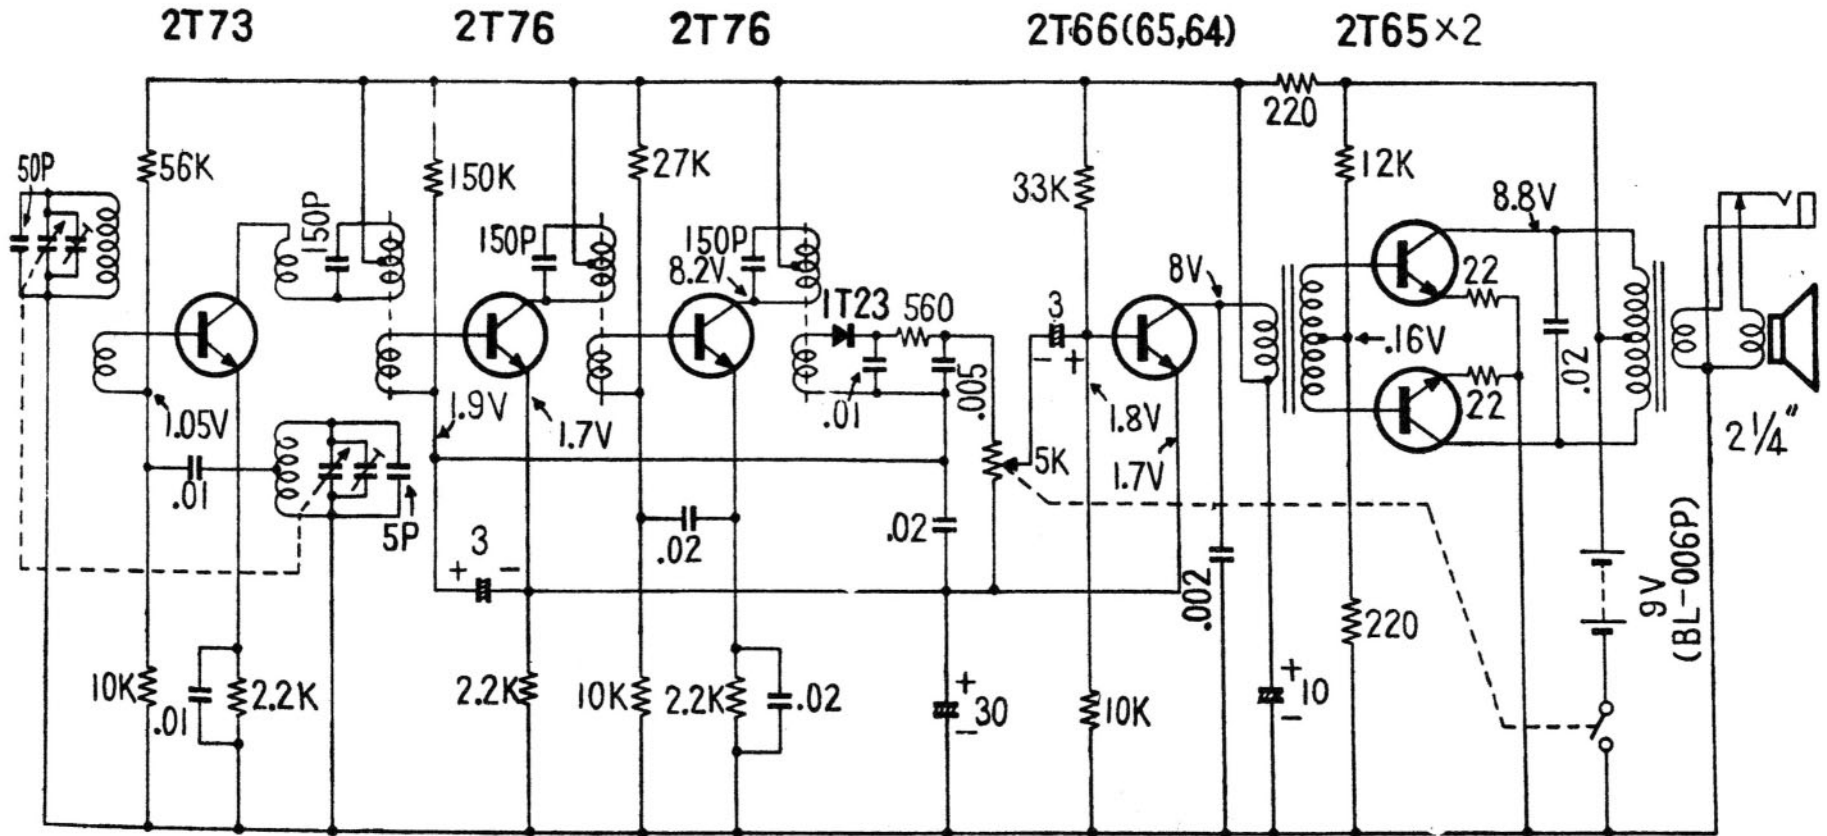 2T73 2T76 2T76 2T66(65,64) 2T65×2
220
50P 56K 150K 27K 33K 12K
8.8V
150P 150P 150P
8.2V 8V 22
1T23 560 3
- +
.16V
.01 .005 .02
1.05V 1.9V 1.7V 1.8V 22
2 1/4"
5K 1.7V
.01 5P
3 .02 .02
+ -
.002
220
9V
(BL-006P)
10K .01 2.2K 2.2K 10K 2.2K .02
+
30
-
10K
+
10
-